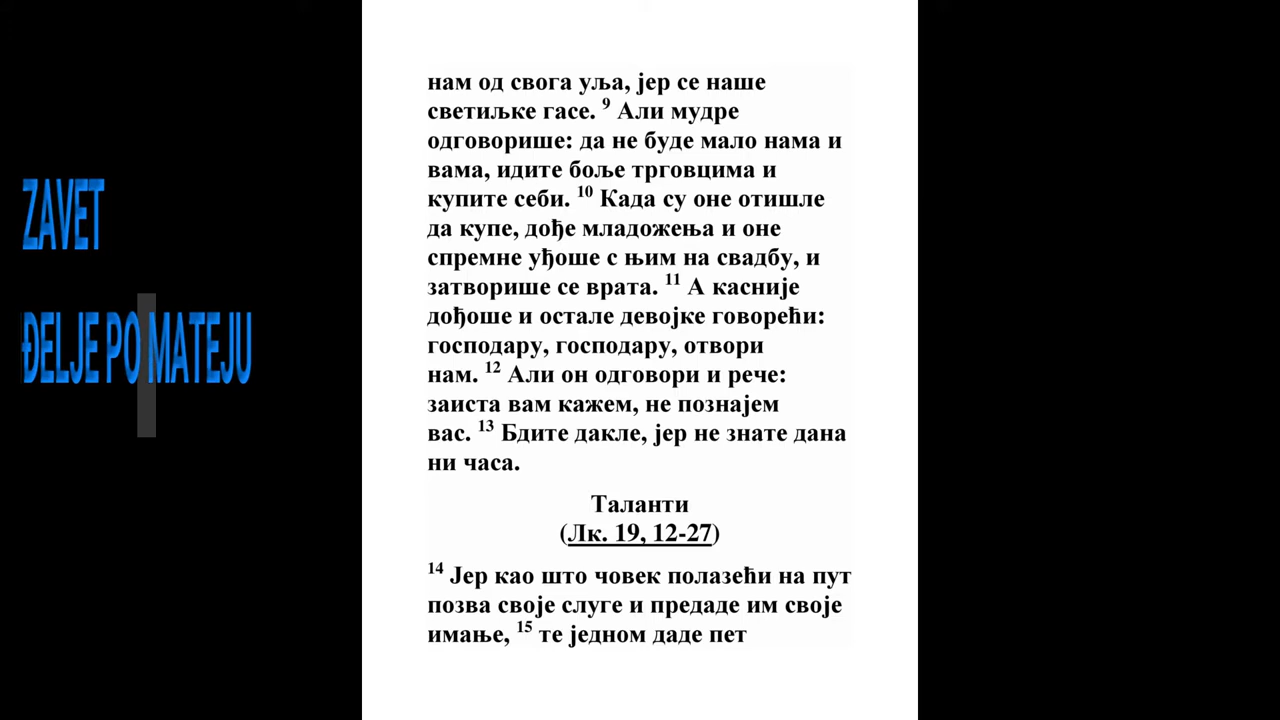 ZAVET
ĐELJE PO MATEJU
нам од свога уља, јер се наше
светиљке гасе. 9 Али мудре
одговорише: да не буде мало нама и
вама, идите боље трговцима и
купите себи. 10 Када су оне отишле
да купе, дође младожења и оне
спремне уђоше с њим на свадбу, и
затворише се врата. 11 А касније
дођоше и остале девојке говорећи:
господару, господару, отвори
нам. 12 Али он одговори и рече:
заиста вам кажем, не познајем
вас. 13 Бдите дакле, јер не знате дана
ни часа.
Таланти
(Лк. 19, 12-27)
14 Јер као што човек полазећи на пут
позва своје слуге и предаде им своје
имање, 15 те једном даде пет